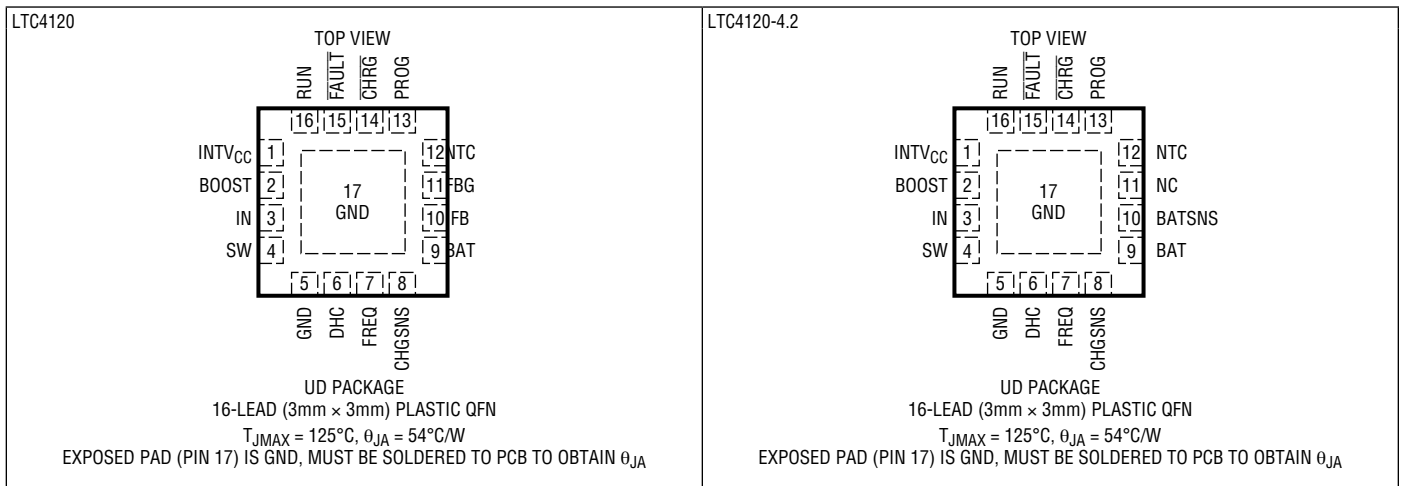 LTC4120
TOP VIEW
RUN
FAULT
CHRG
PROG
16 15 14 13
INTVCC 1
BOOST 2
IN 3
SW 4
12 NTC
11 FBG
10 FB
9 BAT
17
GND
5 6 7 8
GND
DHC
FREQ
CHGSNS
UD PACKAGE
16-LEAD (3mm × 3mm) PLASTIC QFN
TJMAX = 125°C, θJA = 54°C/W
EXPOSED PAD (PIN 17) IS GND, MUST BE SOLDERED TO PCB TO OBTAIN θJA
LTC4120-4.2
TOP VIEW
RUN
FAULT
CHRG
PROG
16 15 14 13
INTVCC 1
BOOST 2
IN 3
SW 4
12 NTC
11 NC
10 BATSNS
9 BAT
17
GND
5 6 7 8
GND
DHC
FREQ
CHGSNS
UD PACKAGE
16-LEAD (3mm × 3mm) PLASTIC QFN
TJMAX = 125°C, θJA = 54°C/W
EXPOSED PAD (PIN 17) IS GND, MUST BE SOLDERED TO PCB TO OBTAIN θJA